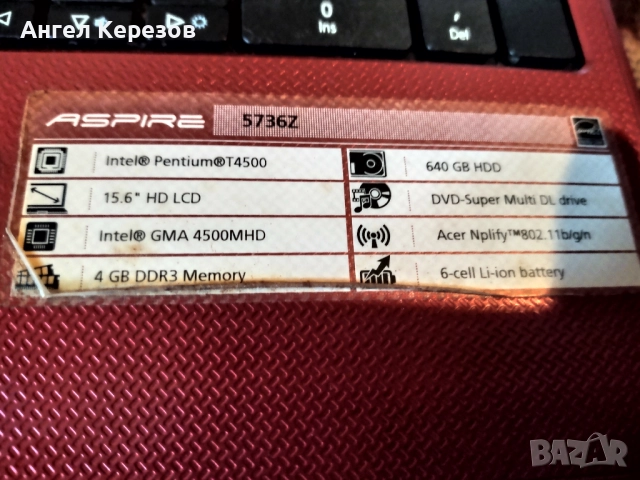 Ангел Керезов
0
Ins
Del
ASPIRE 5736Z
Intel® Pentium®T4500
640 GB HDD
15.6" HD LCD
DVD-Super Multi DL drive
Intel® GMA 4500MHD
Acer Nplify™802.11b/g/n
4 GB DDR3 Memory
6-cell Li-ion battery
BAZAR